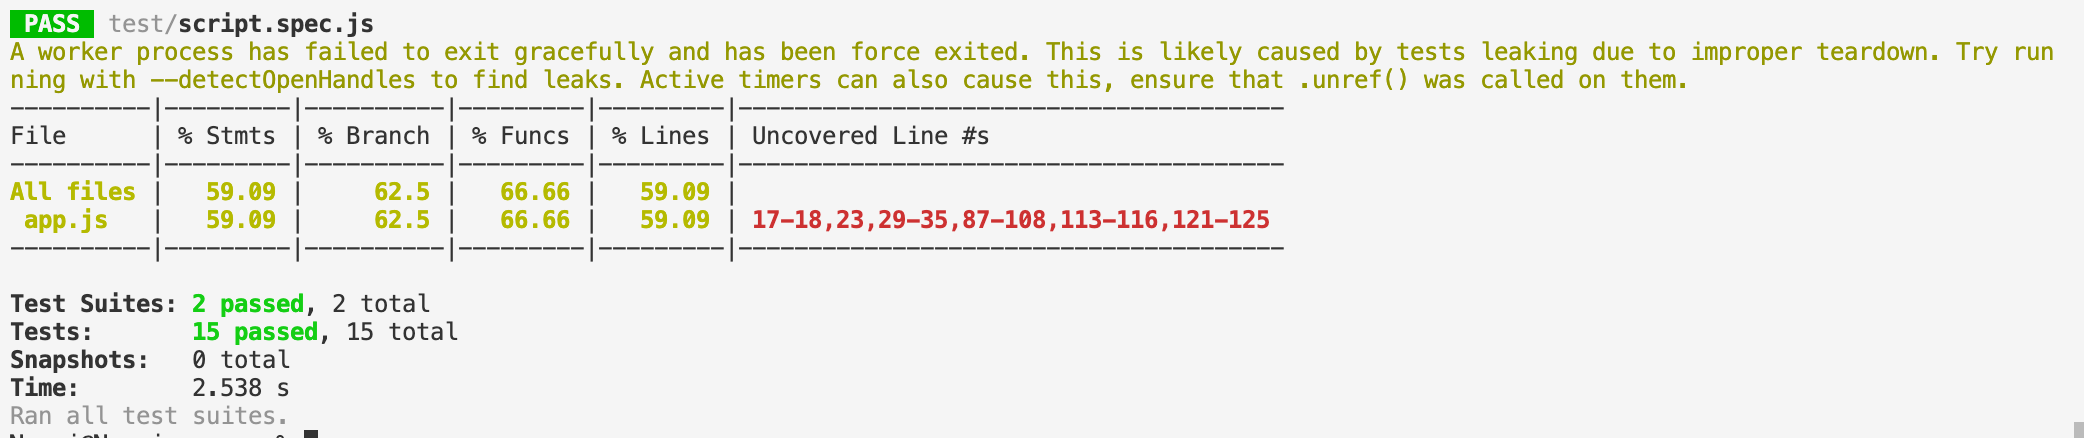 PASS test/script.spec.js
A worker process has failed to exit gracefully and has been force exited. This is likely caused by tests leaking due to improper teardown. Try run
ning with --detectOpenHandles to find leaks. Active timers can also cause this, ensure that .unref() was called on them.
----------|---------|----------|---------|---------|---------------------------------------
File      | % Stmts | % Branch | % Funcs | % Lines | Uncovered Line #s
----------|---------|----------|---------|---------|---------------------------------------
All files |   59.09 |     62.5 |   66.66 |   59.09 |
 app.js   |   59.09 |     62.5 |   66.66 |   59.09 | 17-18,23,29-35,87-108,113-116,121-125
----------|---------|----------|---------|---------|---------------------------------------
Test Suites: 2 passed, 2 total
Tests:       15 passed, 15 total
Snapshots:   0 total
Time:        2.538 s
Ran all test suites.